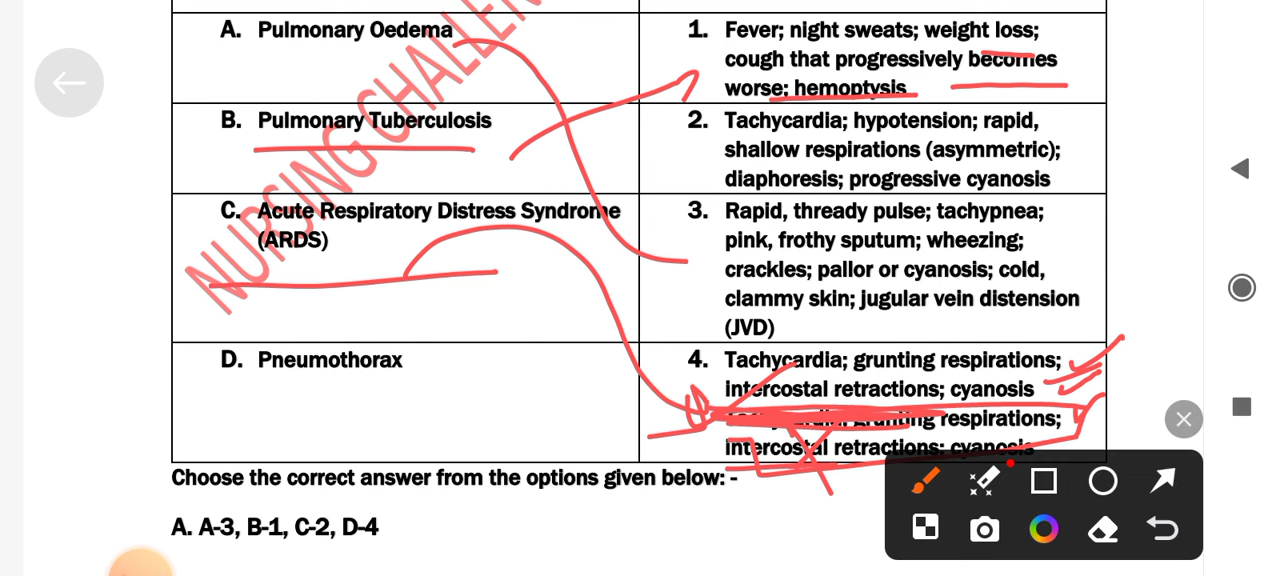 A. Pulmonary Oedema
1. Fever; night sweats; weight loss;
cough that progressively becomes
worse; hemoptysis
B. Pulmonary Tuberculosis
2. Tachycardia; hypotension; rapid,
shallow respirations (asymmetric);
diaphoresis; progressive cyanosis
C. Acute Respiratory Distress Syndrome
(ARDS)
3. Rapid, thready pulse; tachypnea;
pink, frothy sputum; wheezing;
crackles; pallor or cyanosis; cold,
clammy skin; jugular vein distension
(JVD)
D. Pneumothorax
4. Tachycardia; grunting respirations;
intercostal retractions; cyanosis
grunting respirations;
intercostal retractions; cyanosis
Choose the correct answer from the options given below: -
A. A-3, B-1, C-2, D-4
NURSING